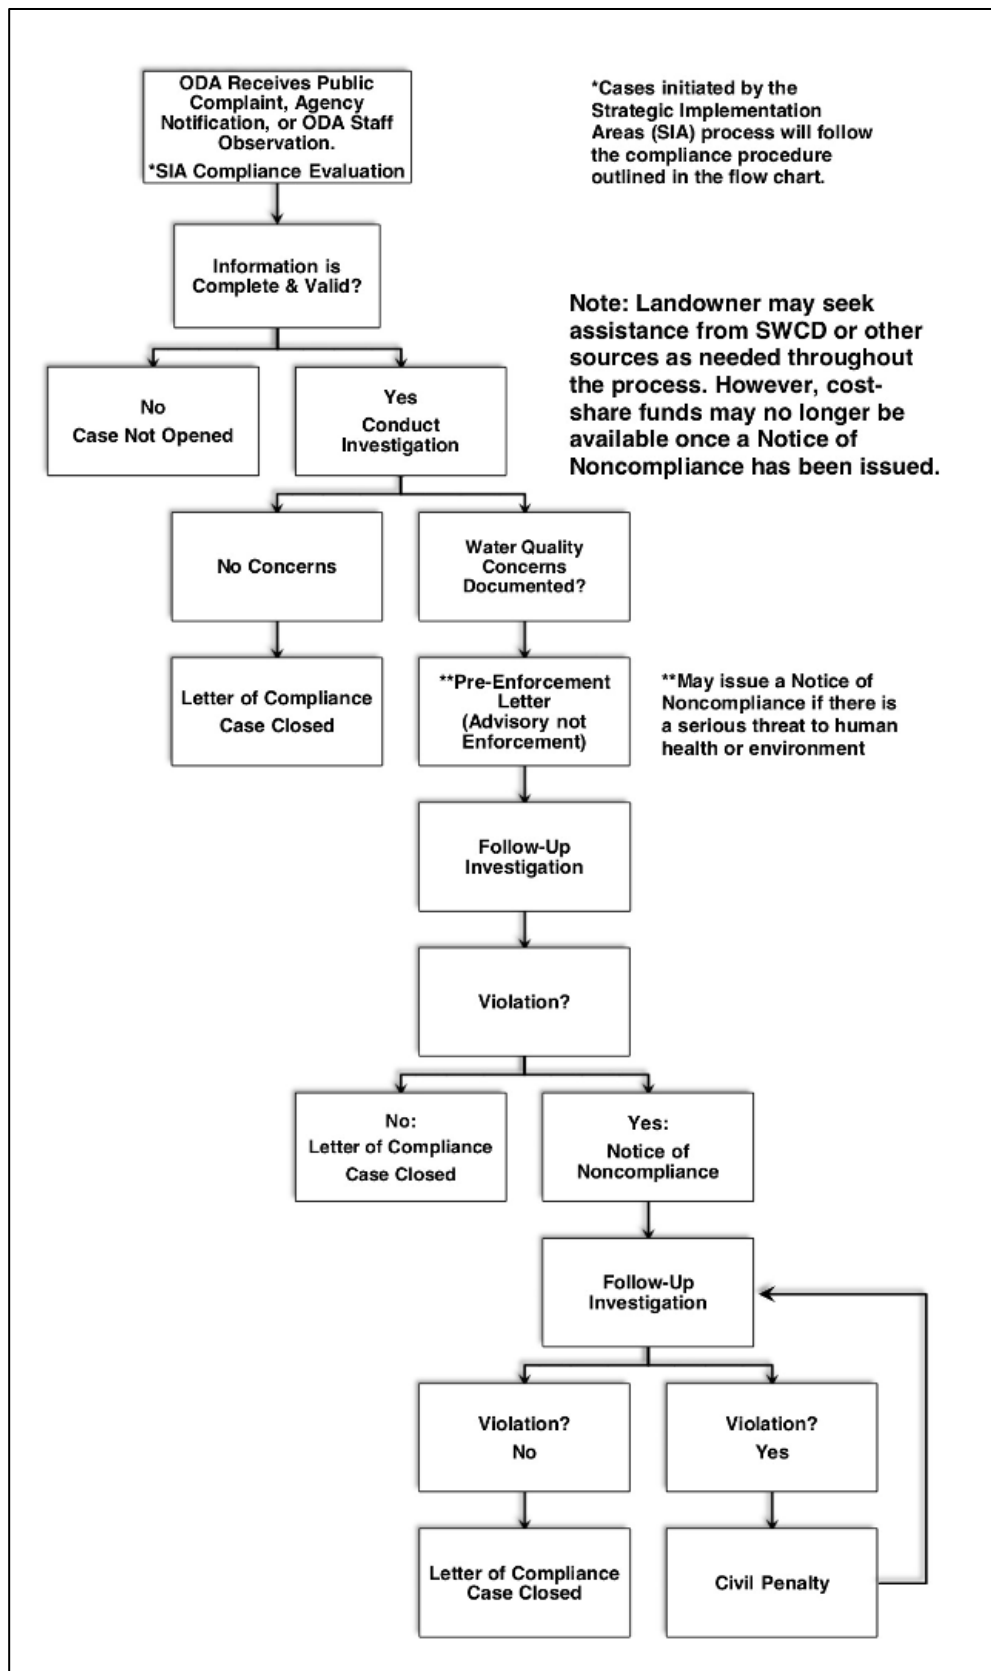 ODA Receives Public
Complaint, Agency
Notification, or ODA Staff
Observation.
*SIA Compliance Evaluation
*Cases initiated by the
Strategic Implementation
Areas (SIA) process will follow
the compliance procedure
outlined in the flow chart.
Information is
Complete & Valid?
Note: Landowner may seek
assistance from SWCD or other
sources as needed throughout
the process. However, cost-
share funds may no longer be
available once a Notice of
Noncompliance has been issued.
No
Case Not Opened
Yes
Conduct
Investigation
No Concerns
Water Quality
Concerns
Documented?
Letter of Compliance
Case Closed
**Pre-Enforcement
Letter
(Advisory not
Enforcement)
**May issue a Notice of
Noncompliance if there is
a serious threat to human
health or environment
Follow-Up
Investigation
Violation?
No:
Letter of Compliance
Case Closed
Yes:
Notice of
Noncompliance
Follow-Up
Investigation
Violation?
No
Violation?
Yes
Letter of Compliance
Case Closed
Civil Penalty